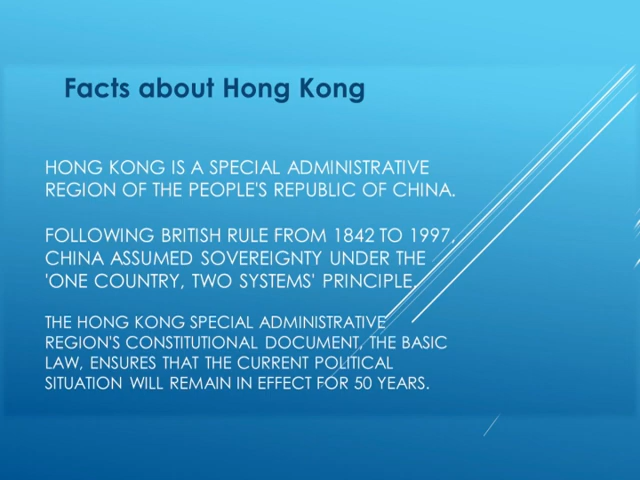 Facts about Hong Kong
HONG KONG IS A SPECIAL ADMINISTRATIVE
REGION OF THE PEOPLE'S REPUBLIC OF CHINA.
FOLLOWING BRITISH RULE FROM 1842 TO 1997,
CHINA ASSUMED SOVEREIGNTY UNDER THE
'ONE COUNTRY, TWO SYSTEMS' PRINCIPLE.
THE HONG KONG SPECIAL ADMINISTRATIVE
REGION'S CONSTITUTIONAL DOCUMENT, THE BASIC
LAW, ENSURES THAT THE CURRENT POLITICAL
SITUATION WILL REMAIN IN EFFECT FOR 50 YEARS.